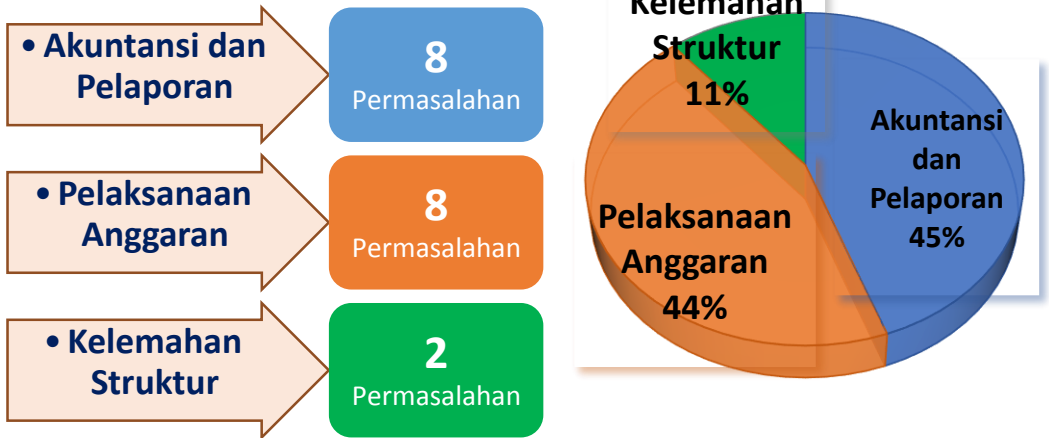 • Akuntansi dan
Pelaporan
8
Permasalahan
• Pelaksanaan
Anggaran
8
Permasalahan
• Kelemahan
Struktur
2
Permasalahan
Kelemahan
Struktur
11%
Akuntansi
dan
Pelaporan
45%
Pelaksanaan
Anggaran
44%